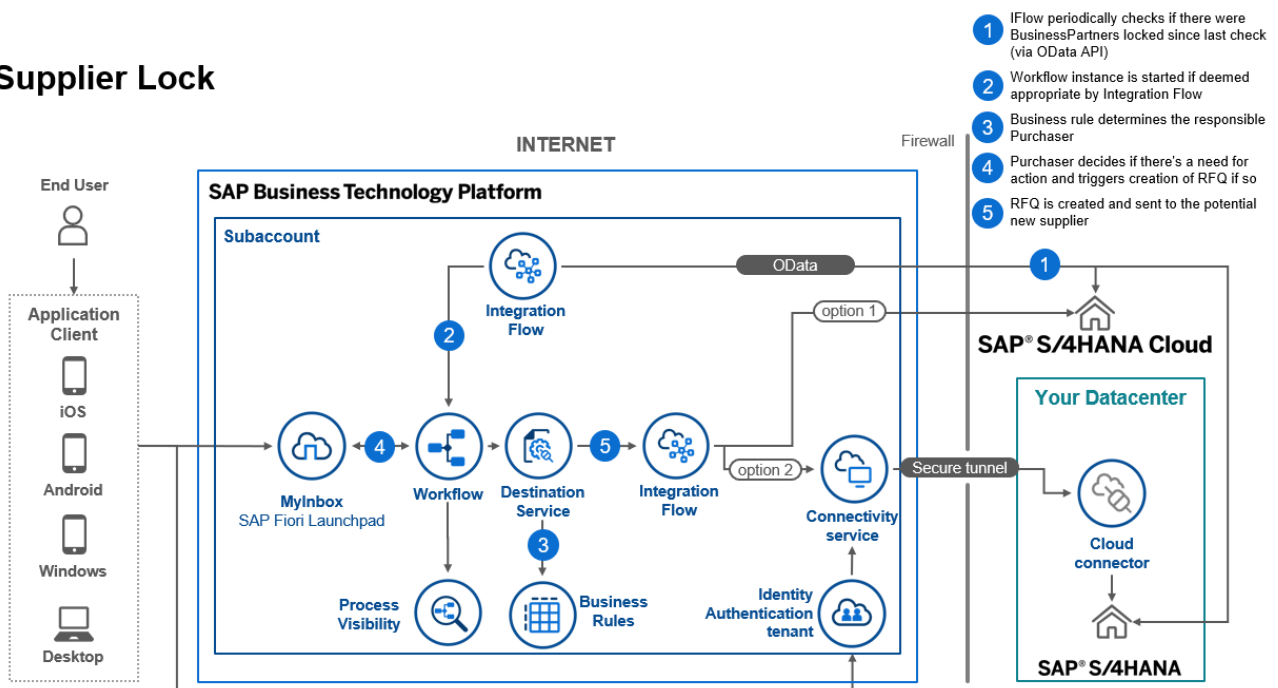 Supplier Lock
1
IFlow periodically checks if there were
BusinessPartners locked since last check
(via OData API)
2
Workflow instance is started if deemed
appropriate by Integration Flow
3
Business rule determines the responsible
Purchaser
4
Purchaser decides if there's a need for
action and triggers creation of RFQ if so
5
RFQ is created and sent to the potential
new supplier
INTERNET
Firewall
End User
SAP Business Technology Platform
Subaccount
Application
Client
iOS
Android
Windows
Desktop
Integration
Flow
OData
1
option 1
SAP® S/4HANA Cloud
2
Your Datacenter
4
5
option 2
Secure tunnel
MyInbox
SAP Fiori Launchpad
Workflow
Destination
Service
Integration
Flow
Connectivity
service
3
Cloud
connector
Process
Visibility
Business
Rules
Identity
Authentication
tenant
SAP® S/4HANA